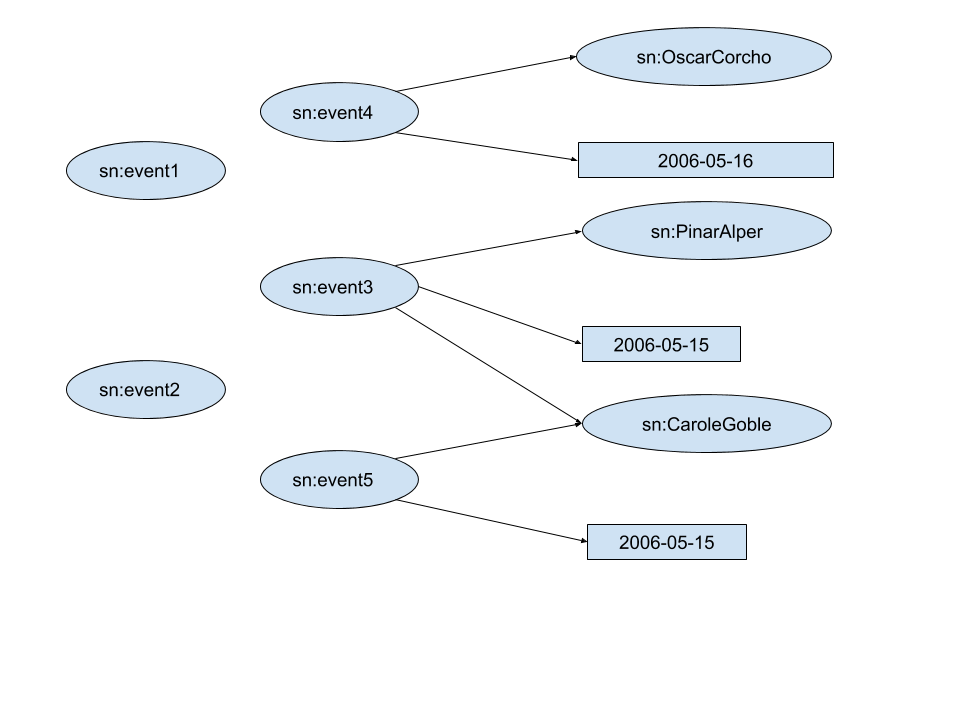 sn:OscarCorcho
sn:event4
2006-05-16
sn:event1
sn:PinarAlper
sn:event3
2006-05-15
sn:event2
sn:CaroleGoble
sn:event5
2006-05-15